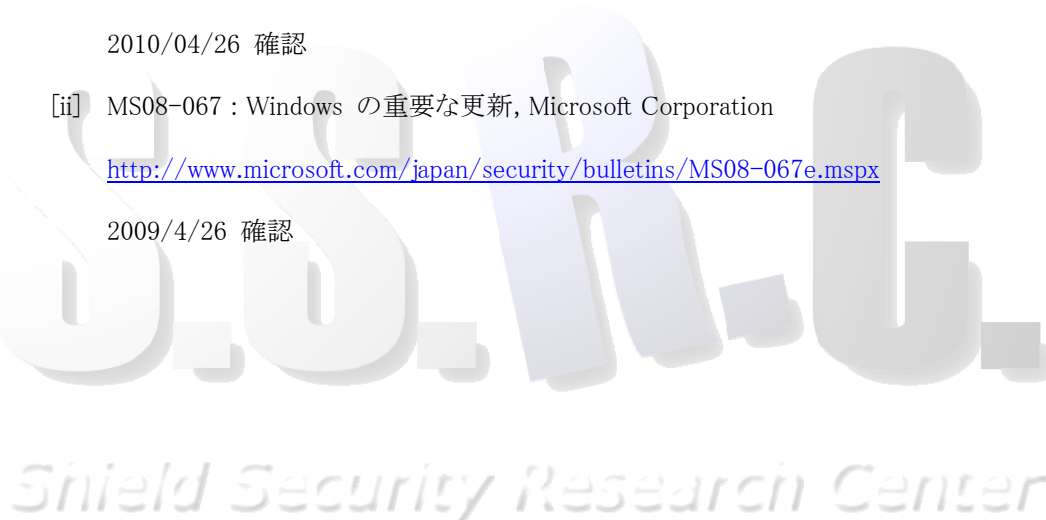 2010/04/26 確認
[ii] MS08-067 : Windows の重要な更新, Microsoft Corporation
http://www.microsoft.com/japan/security/bulletins/MS08-067e.mspx
2009/4/26 確認
S.S.R.C.
Shield Security Research Center